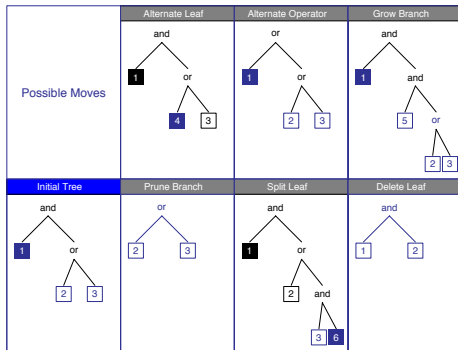 Possible Moves
Alternate Leaf
and
1
or
4 3
Alternate Operator
or
1
or
2 3
Grow Branch
and
1
and
5
or
2 3
Initial Tree
and
1
or
2 3
Prune Branch
or
2 3
Split Leaf
and
1
or
2
and
3 6
Delete Leaf
and
1 2